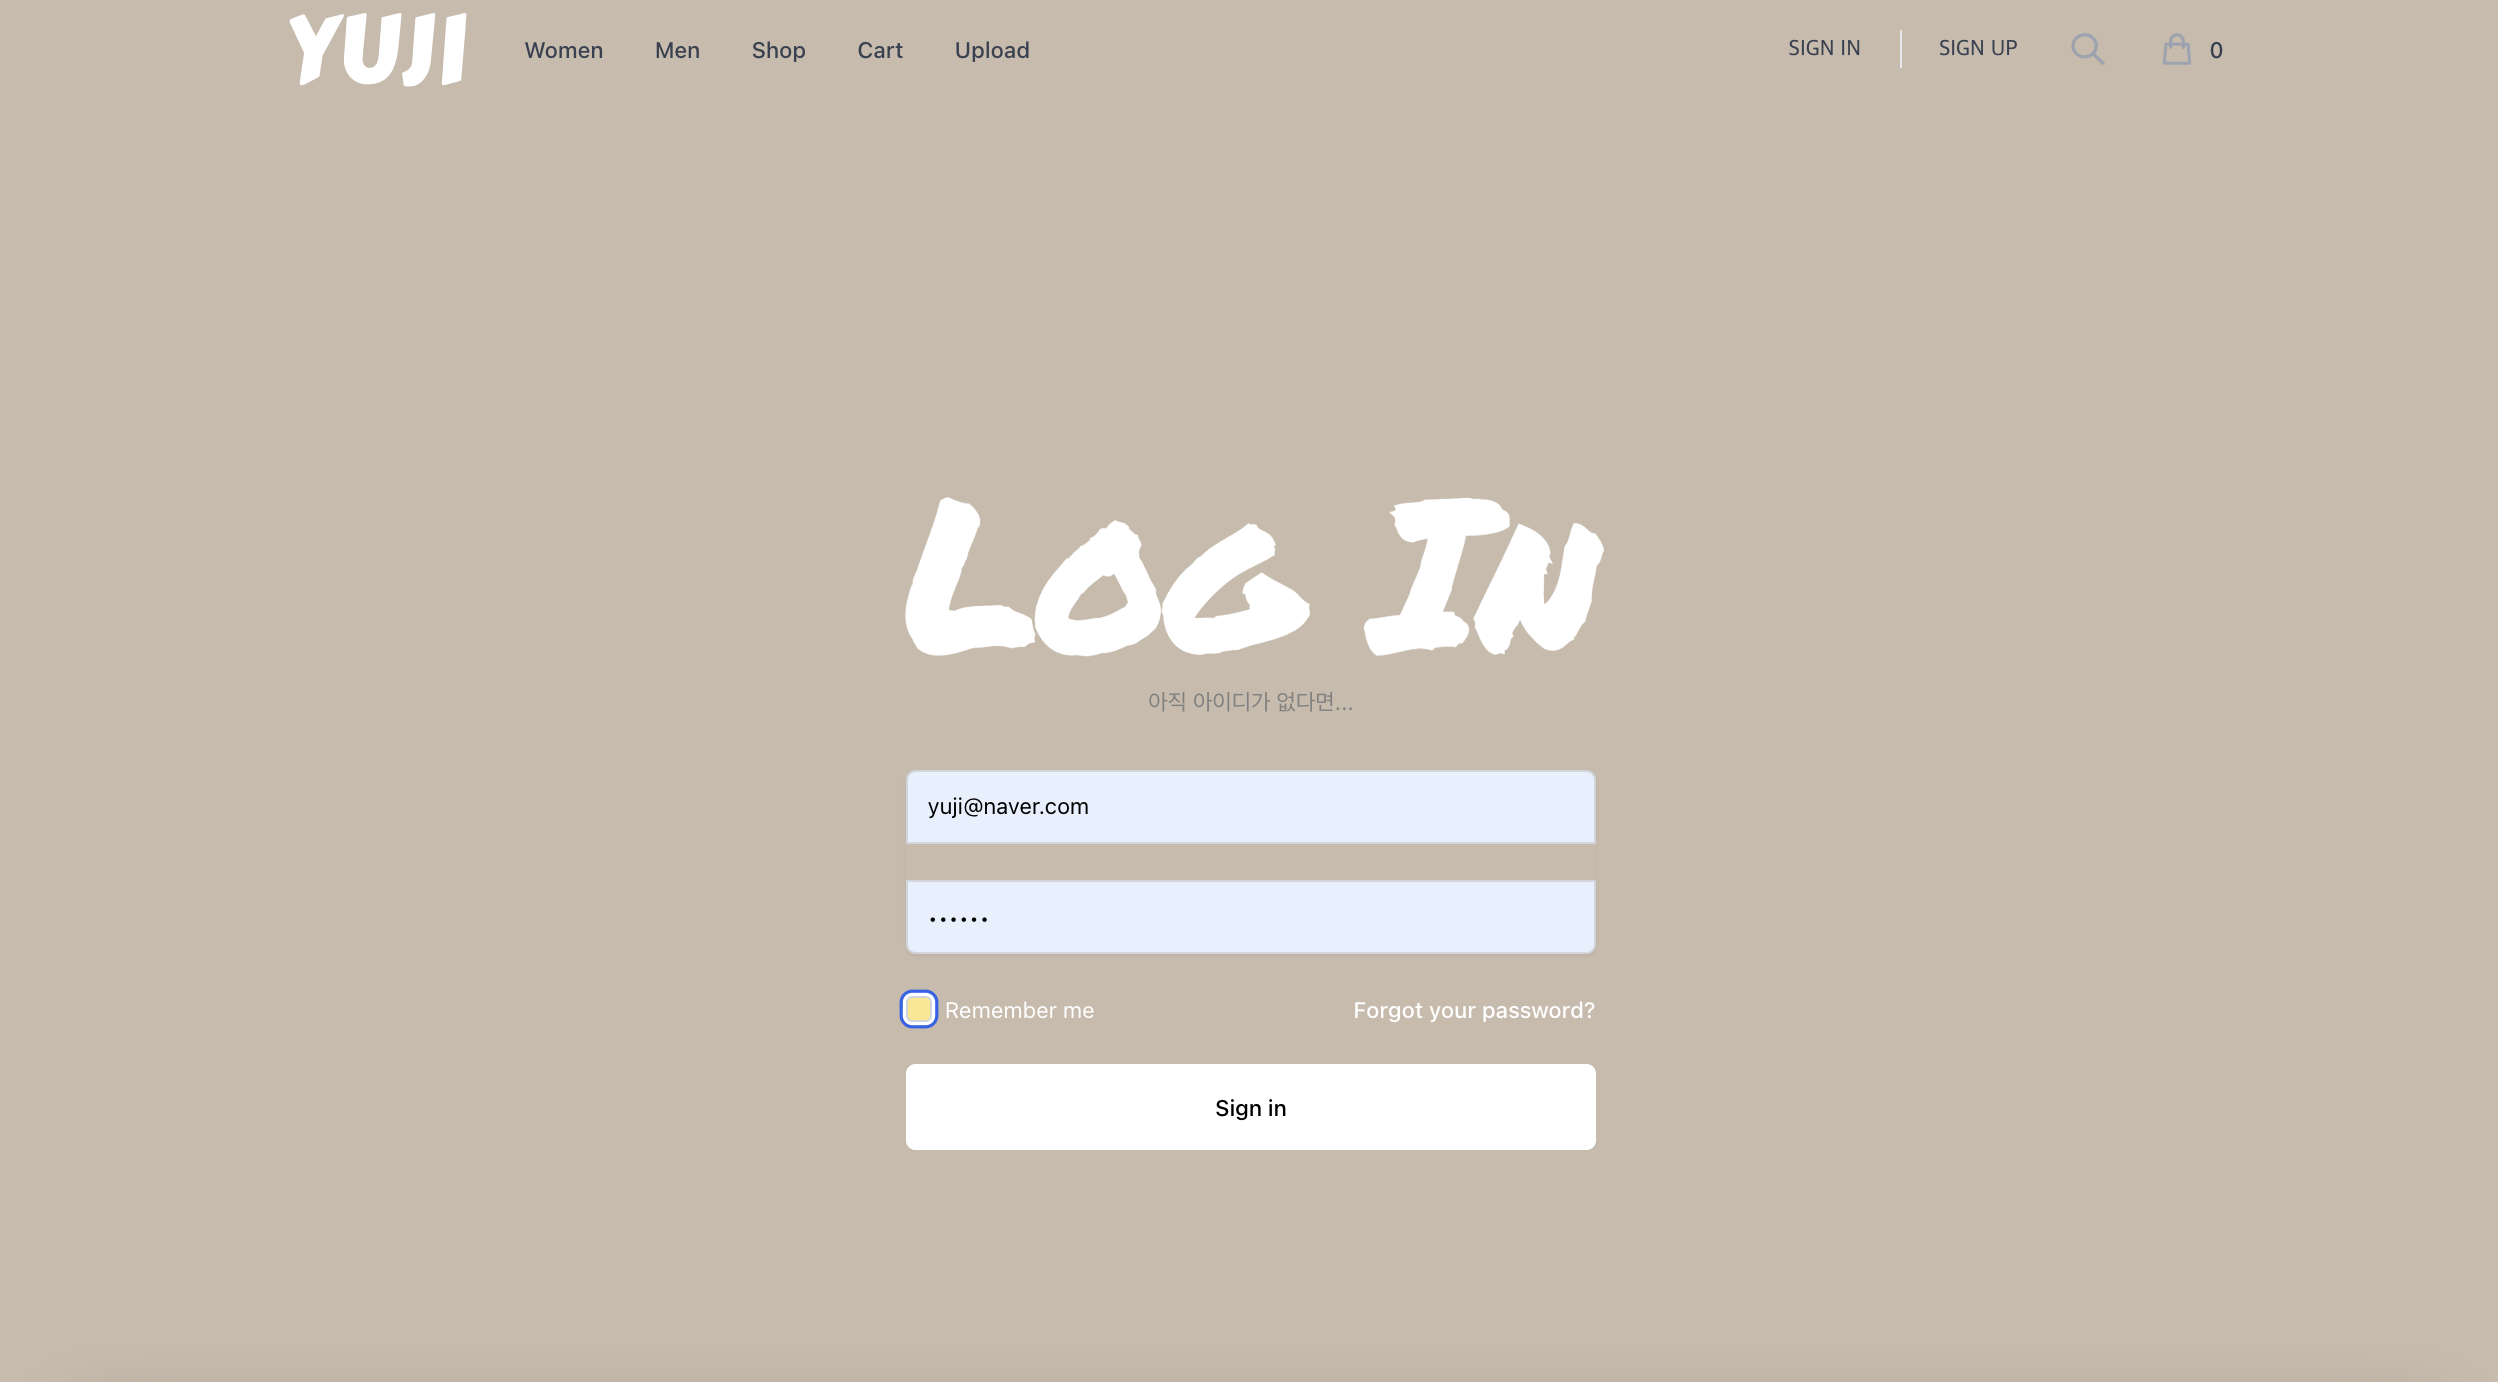 YUJI
Women Men Shop Cart Upload SIGN IN SIGN UP 0
LOG IN
아직 아이디가 없다면...
yuji@naver.com
••••••
Remember me Forgot your password?
Sign in